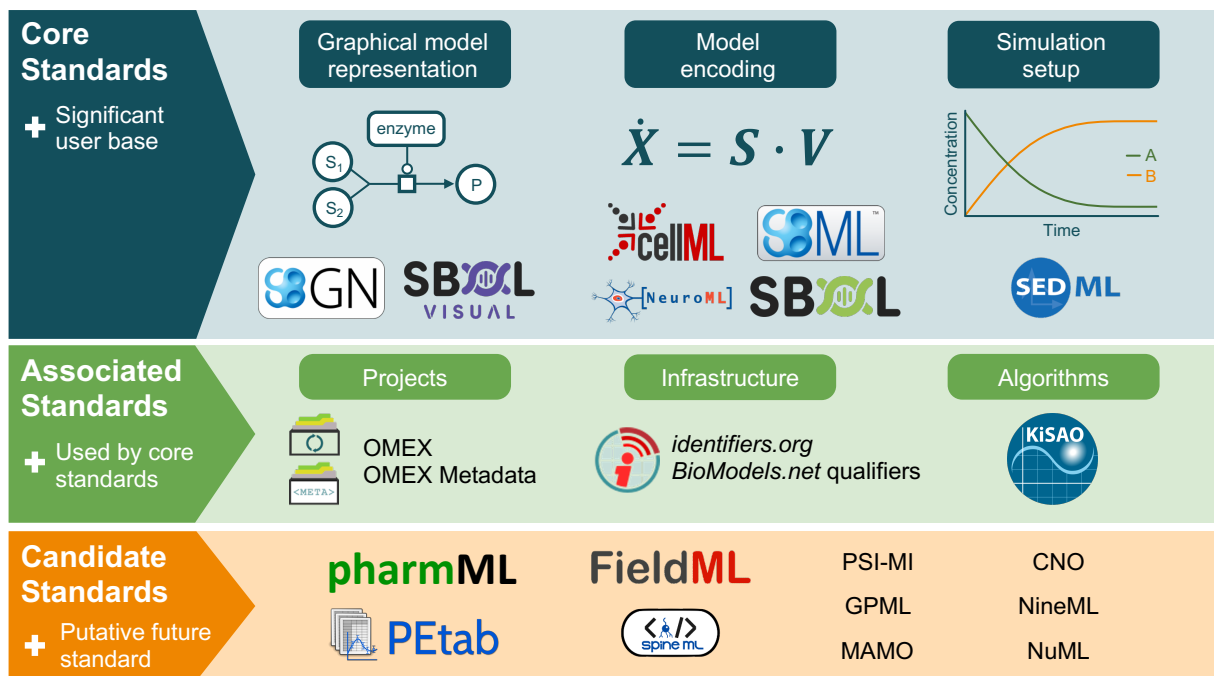 Core
Standards
Significant
user base
Graphical model
representation
enzyme
S1
S2
P
SBGN
SBOL
VISUAL
Model
encoding
Ẋ = S · V
cellML
SBML™
[NeuroML]
SBOL
Simulation
setup
Concentration
A
B
Time
SED ML
Associated
Standards
Used by core
standards
Projects
OMEX
<META>
OMEX Metadata
Infrastructure
identifiers.org
BioModels.net qualifiers
Algorithms
KiSAO
Candidate
Standards
Putative future
standard
pharmML
PEtab
FieldML
</>
spine ML
PSI-MI
GPML
MAMO
CNO
NineML
NuML